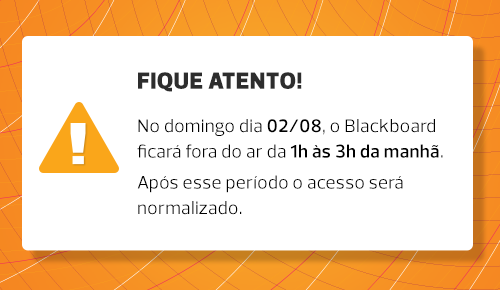 FIQUE ATENTO!
No domingo dia 02/08, o Blackboard
ficará fora do ar da 1h às 3h da manhã.
Após esse período o acesso será
normalizado.